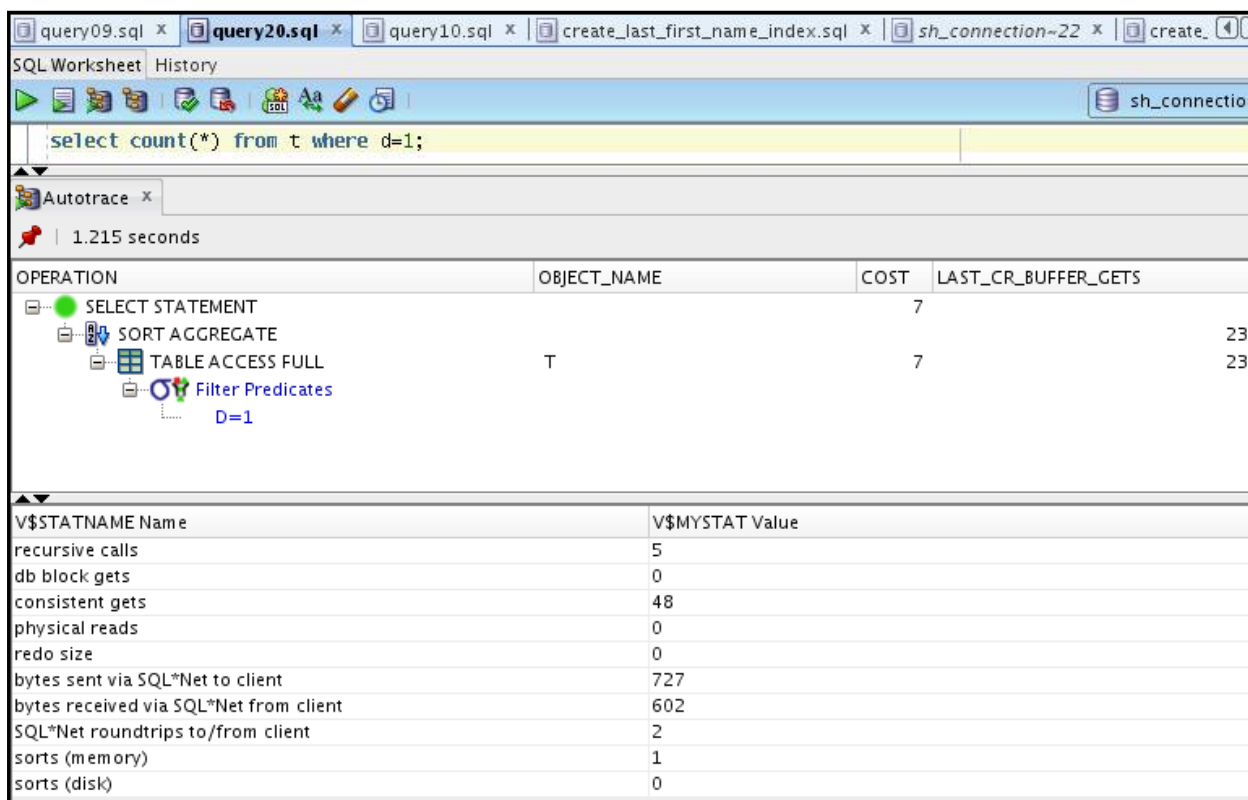 query09.sql x query20.sql x query10.sql x create_last_first_name_index.sql x sh_connection~22 x create_
SQL Worksheet History
sh_connectio
select count(*) from t where d=1;
Autotrace x
1.215 seconds
OPERATION OBJECT_NAME COST LAST_CR_BUFFER_GETS
SELECT STATEMENT 7
SORT AGGREGATE 23
TABLE ACCESS FULL T 7 23
Filter Predicates
D=1
V$STATNAME Name V$MYSTAT Value
recursive calls 5
db block gets 0
consistent gets 48
physical reads 0
redo size 0
bytes sent via SQL*Net to client 727
bytes received via SQL*Net from client 602
SQL*Net roundtrips to/from client 2
sorts (memory) 1
sorts (disk) 0